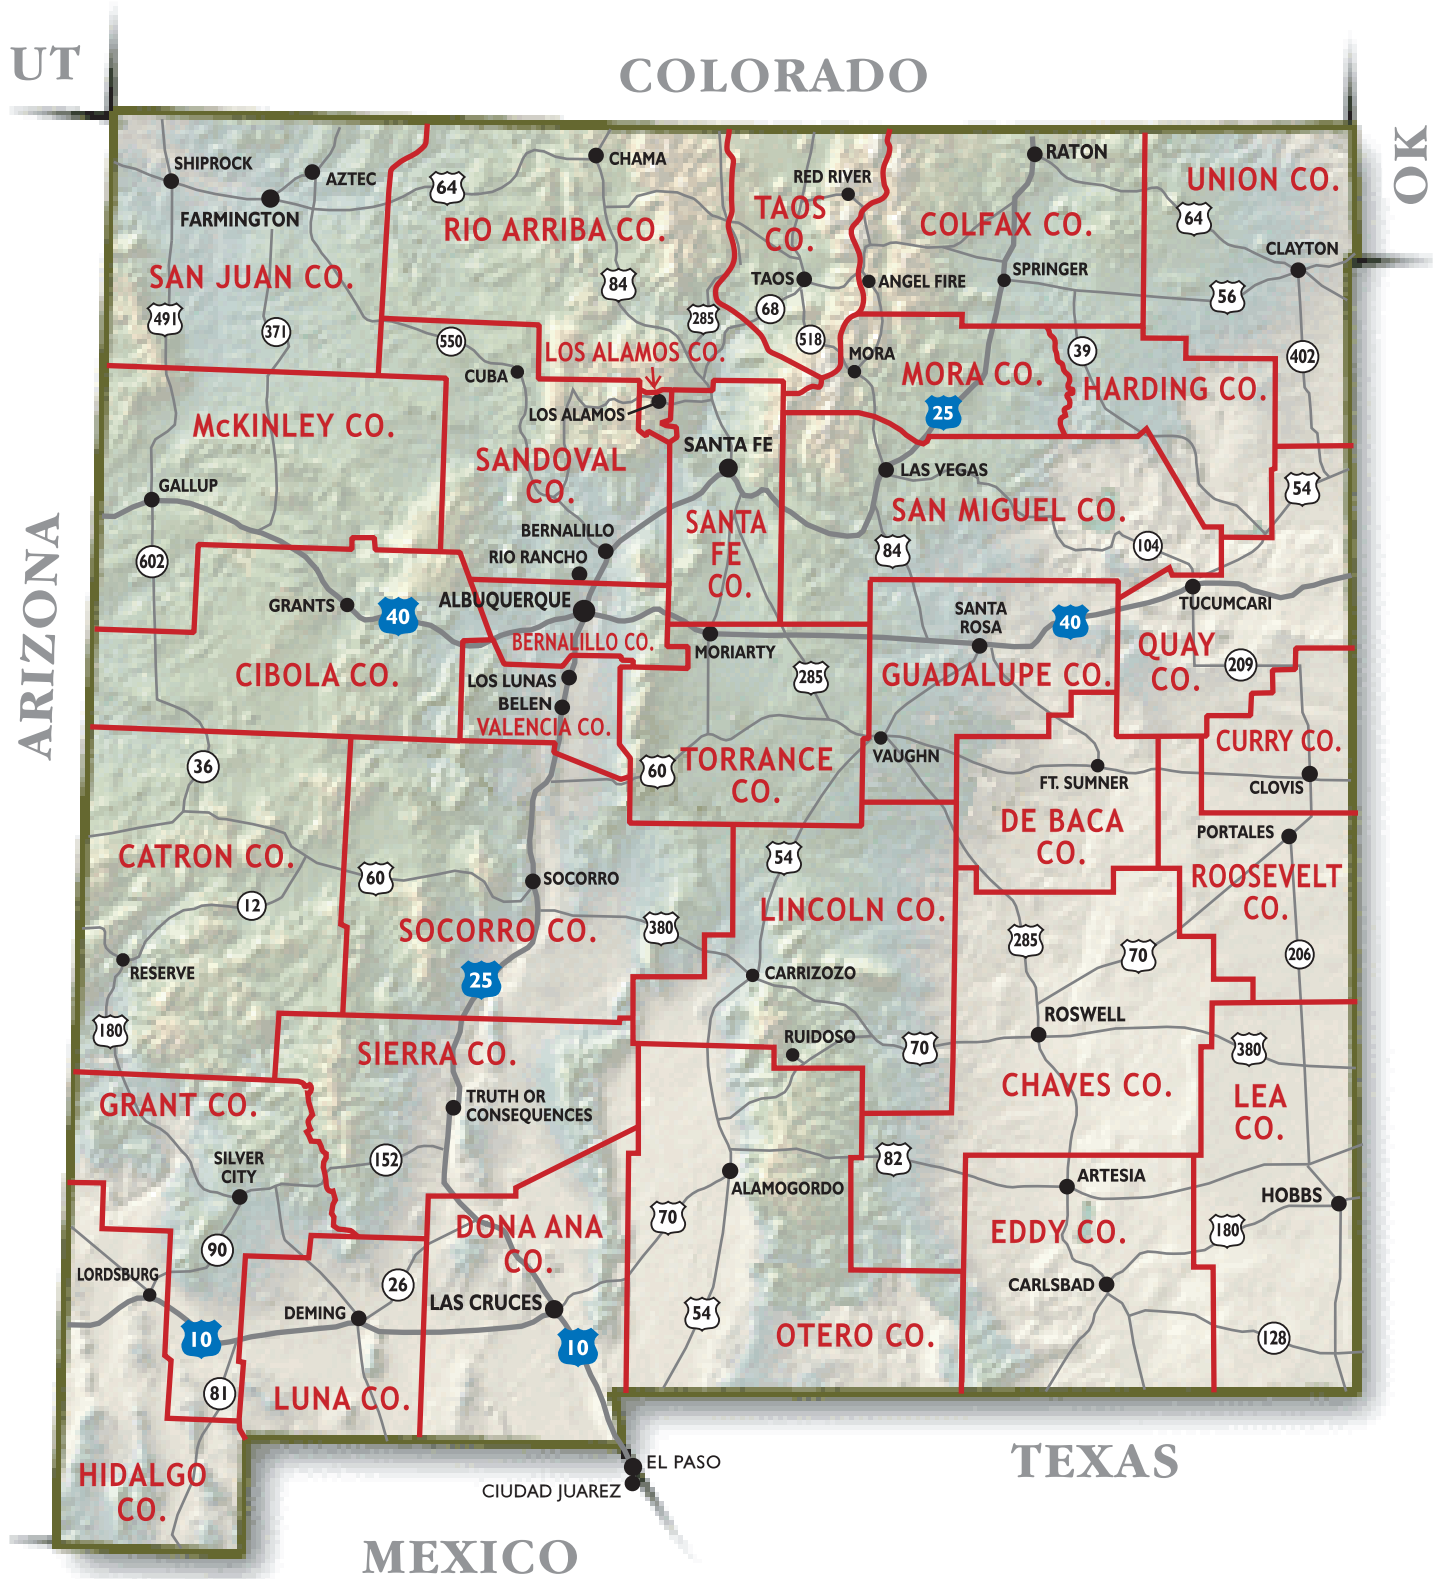 UT
COLORADO
OK
SHIPROCK
AZTEC
FARMINGTON
CHAMA
64
RIO ARRIBA CO.
SAN JUAN CO.
84
491
371
550
285
RED RIVER
TAOS
CO.
TAOS
ANGEL FIRE
68
518
RATON
COLFAX CO.
SPRINGER
UNION CO.
64
CLAYTON
56
402
39
LOS ALAMOS CO.
CUBA
LOS ALAMOS
MORA
MORA CO.
25
HARDING CO.
McKINLEY CO.
SANDOVAL
CO.
SANTA FE
LAS VEGAS
SAN MIGUEL CO.
54
GALLUP
602
BERNALILLO
RIO RANCHO
SANTA
FE
CO.
84
104
ARIZONA
GRANTS
40
ALBUQUERQUE
BERNALILLO CO.
MORIARTY
SANTA
ROSA
40
TUCUMCARI
QUAY
CO.
209
CIBOLA CO.
LOS LUNAS
BELEN
VALENCIA CO.
285
GUADALUPE CO.
36
60
TORRANCE
CO.
VAUGHN
FT. SUMNER
CURRY CO.
CLOVIS
DE BACA
CO.
PORTALES
CATRON CO.
60
12
SOCORRO
54
LINCOLN CO.
ROOSEVELT
CO.
SOCORRO CO.
380
285
70
206
RESERVE
25
CARRIZOZO
180
RUIDOSO
70
ROSWELL
380
SIERRA CO.
CHAVES CO.
LEA
CO.
GRANT CO.
TRUTH OR
CONSEQUENCES
SILVER
CITY
152
82
ALAMOGORDO
ARTESIA
HOBBS
70
DONA ANA
CO.
EDDY CO.
180
90
LORDSBURG
26
CARLSBAD
DEMING
LAS CRUCES
54
10
10
OTERO CO.
128
81
LUNA CO.
HIDALGO
CO.
EL PASO
CIUDAD JUAREZ
TEXAS
MEXICO